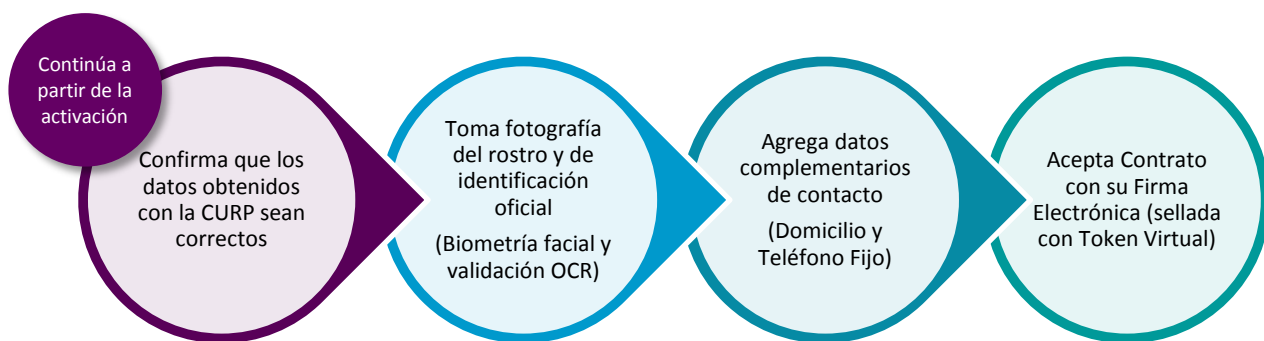 Continúa a
partir de la
activación
Confirma que los
datos obtenidos
con la CURP sean
correctos
Toma fotografía
del rostro y de
identificación
oficial
(Biometría facial y
validación OCR)
Agrega datos
complementarios
de contacto
(Domicilio y
Teléfono Fijo)
Acepta Contrato
con su Firma
Electrónica (sellada
con Token Virtual)